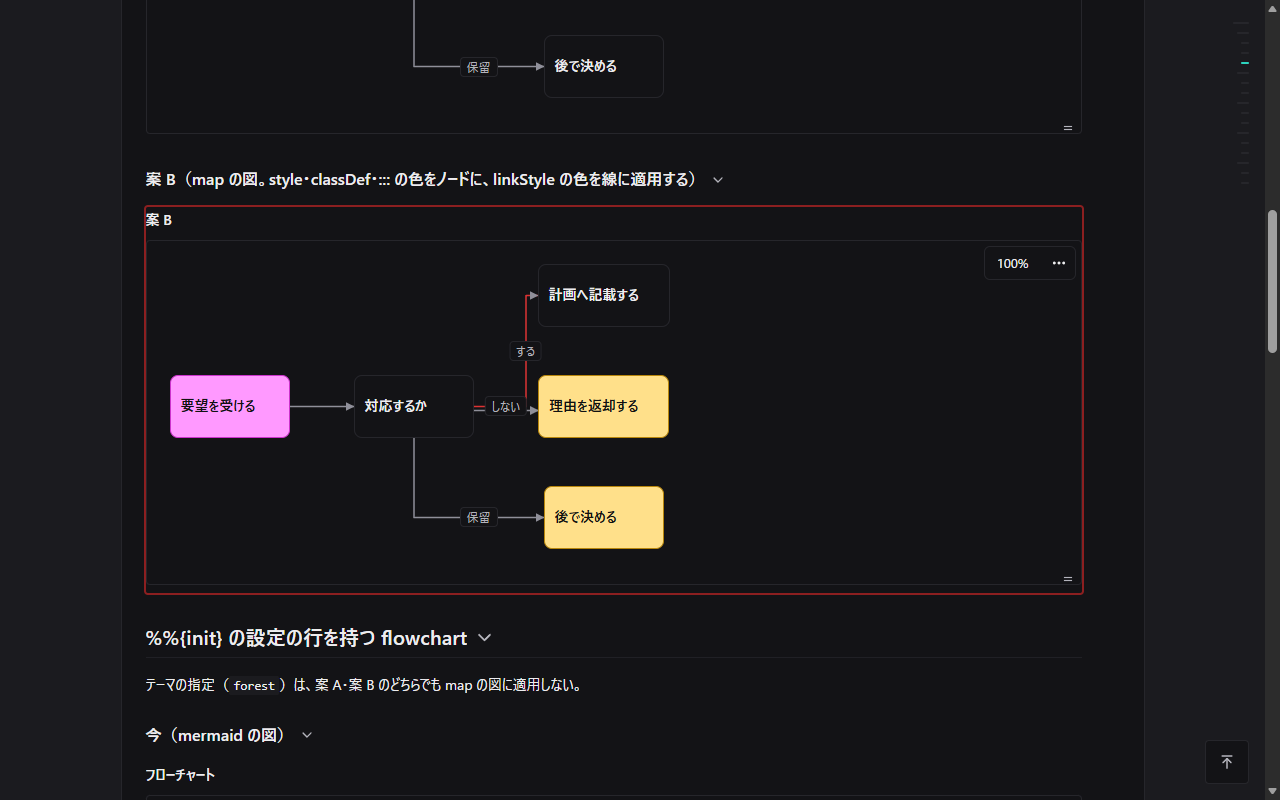 保留
後で決める
案 B（map の図。style・classDef・::: の色をノードに、linkStyle の色を線に適用する）
案 B
100%
計画へ記載する
する
要望を受ける
対応するか
しない
理由を返却する
保留
後で決める
%%{init} の設定の行を持つ flowchart
テーマの指定（ forest ）は、案 A・案 B のどちらでも map の図に適用しない。
今（mermaid の図）
フローチャート